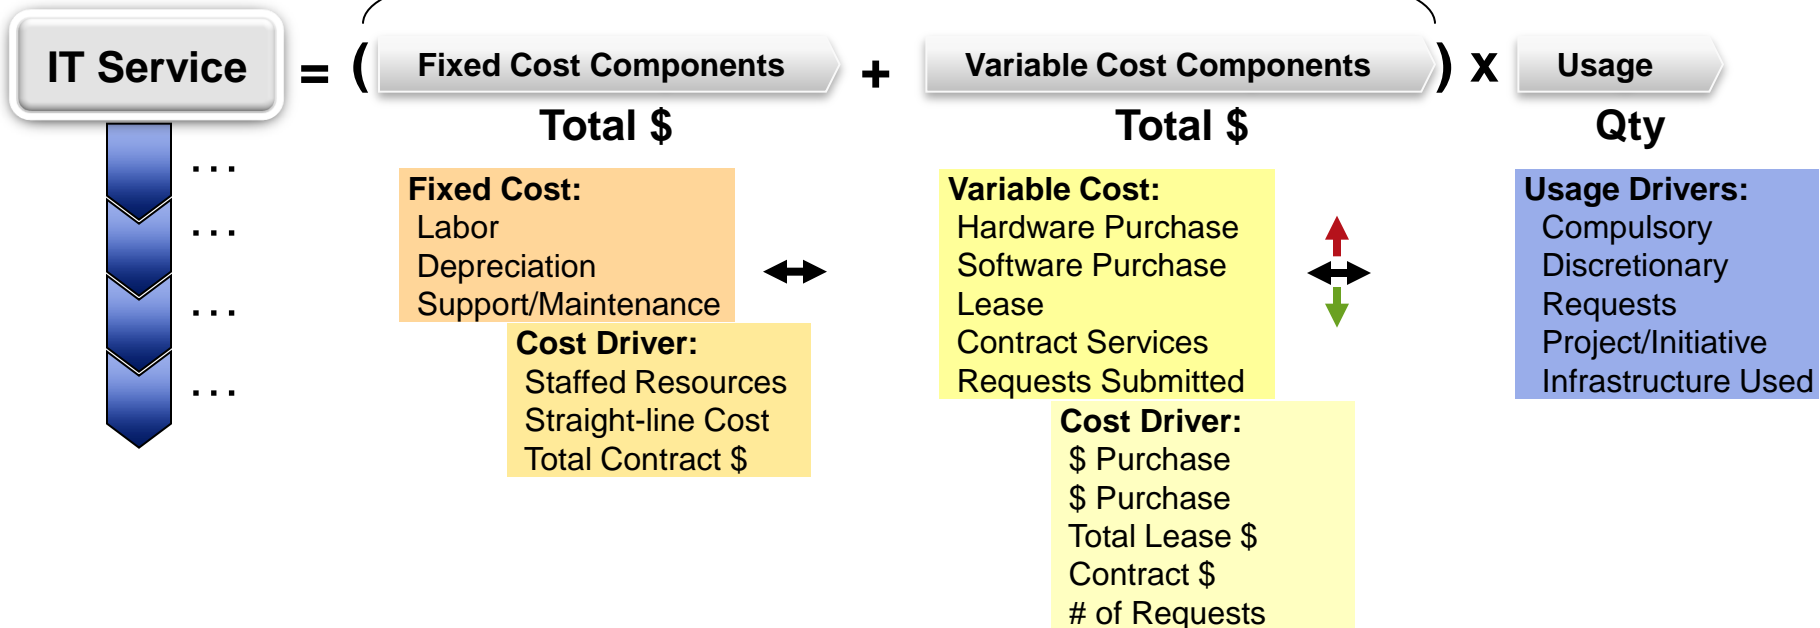 IT Service = ( Fixed Cost Components + Variable Cost Components ) x Usage
Total $
Total $
Qty
...
...
...
...
Fixed Cost:
Labor
Depreciation
Support/Maintenance
Cost Driver:
Staffed Resources
Straight-line Cost
Total Contract $
Variable Cost:
Hardware Purchase
Software Purchase
Lease
Contract Services
Requests Submitted
Cost Driver:
$ Purchase
$ Purchase
Total Lease $
Contract $
# of Requests
Usage Drivers:
Compulsory
Discretionary
Requests
Project/Initiative
Infrastructure Used